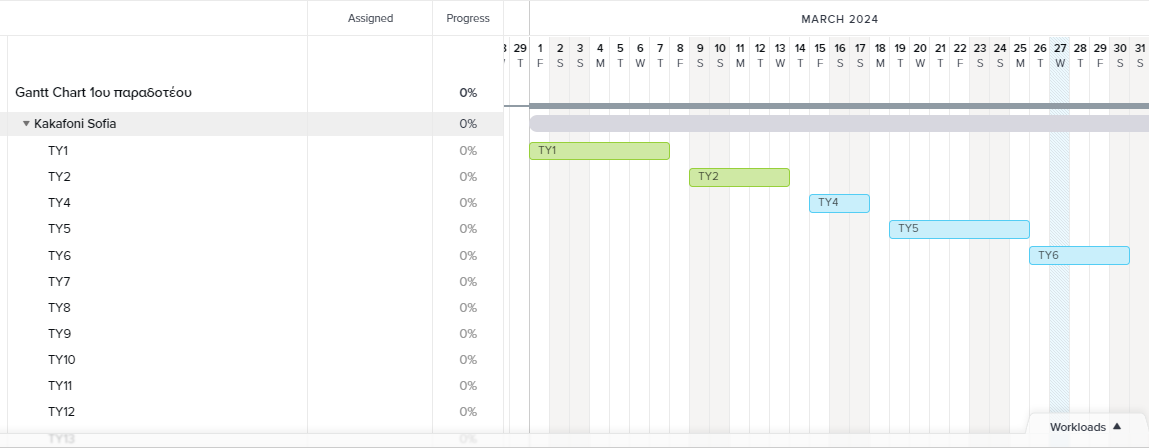 Assigned Progress MARCH 2024
29 1 2 3 4 5 6 7 8 9 10 11 12 13 14 15 16 17 18 19 20 21 22 23 24 25 26 27 28 29 30 31
T F S S M T W T F S S M T W T F S S M T W T F S S M T W T F S S
Gantt Chart 1ου παραδοτέου 0%
Kakafoni Sofia 0%
TY1 0% TY1
TY2 0% TY2
TY4 0% TY4
TY5 0% TY5
TY6 0% TY6
TY7 0%
TY8 0%
TY9 0%
TY10 0%
TY11 0%
TY12 0%
Workloads
TY13 0%